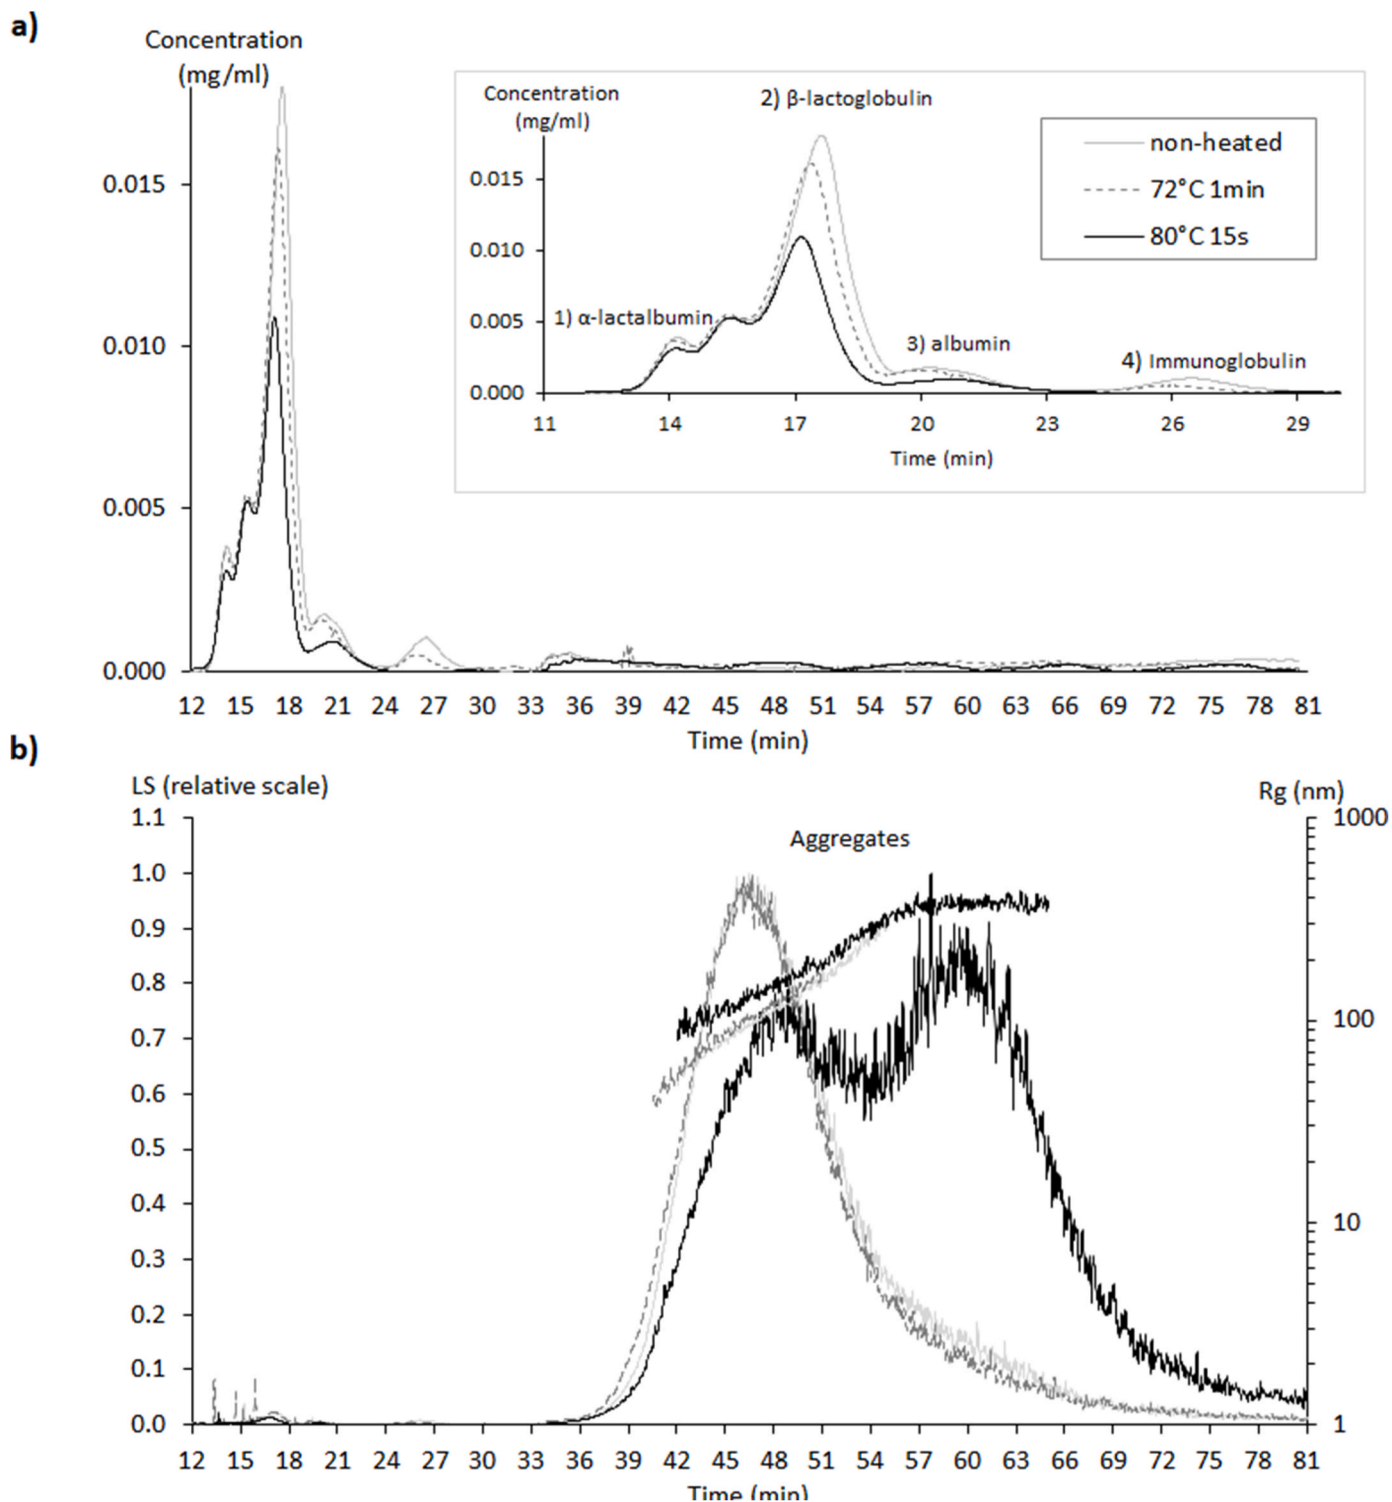 a)
Concentration
(mg/ml)
0.015
0.010
0.005
0.000
12 15 18 21 24 27 30 33 36 39 42 45 48 51 54 57 60 63 66 69 72 75 78 81
Time (min)
Concentration
(mg/ml)
2) β-lactoglobulin
non-heated
72°C 1min
80°C 15s
0.015
0.010
0.005
0.000
1) α-lactalbumin
3) albumin
4) Immunoglobulin
11 14 17 20 23 26 29
Time (min)
b)
LS (relative scale)
Rg (nm)
Aggregates
1.1
1.0
0.9
0.8
0.7
0.6
0.5
0.4
0.3
0.2
0.1
0.0
1000
100
10
1
12 15 18 21 24 27 30 33 36 39 42 45 48 51 54 57 60 63 66 69 72 75 78 81
Time (min)